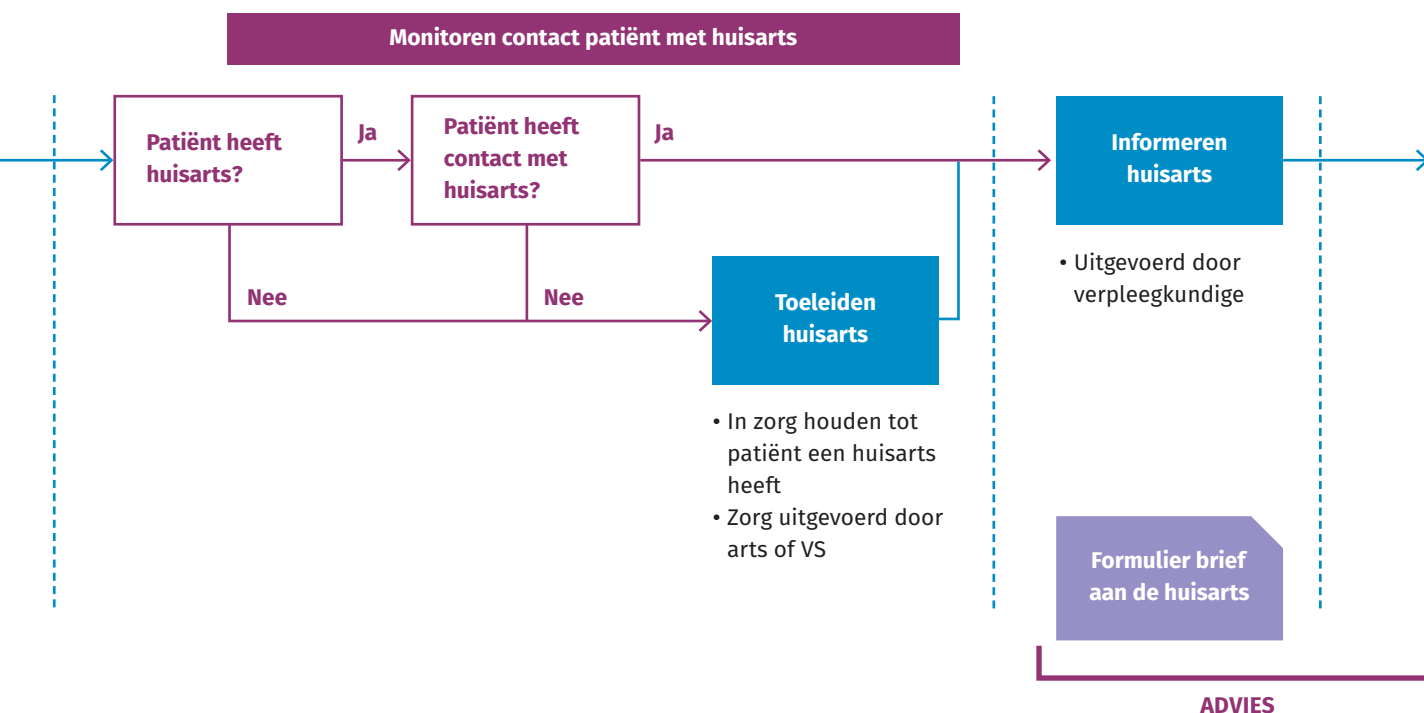 Monitoren contact patiënt met huisarts
Patiënt heeft
huisarts?
Ja
Patiënt heeft
contact met
huisarts?
Ja
Informeren
huisarts
• Uitgevoerd door
verpleegkundige
Nee
Nee
Toeleiden
huisarts
• In zorg houden tot
patiënt een huisarts
heeft
• Zorg uitgevoerd door
arts of VS
Formulier brief
aan de huisarts
ADVIES